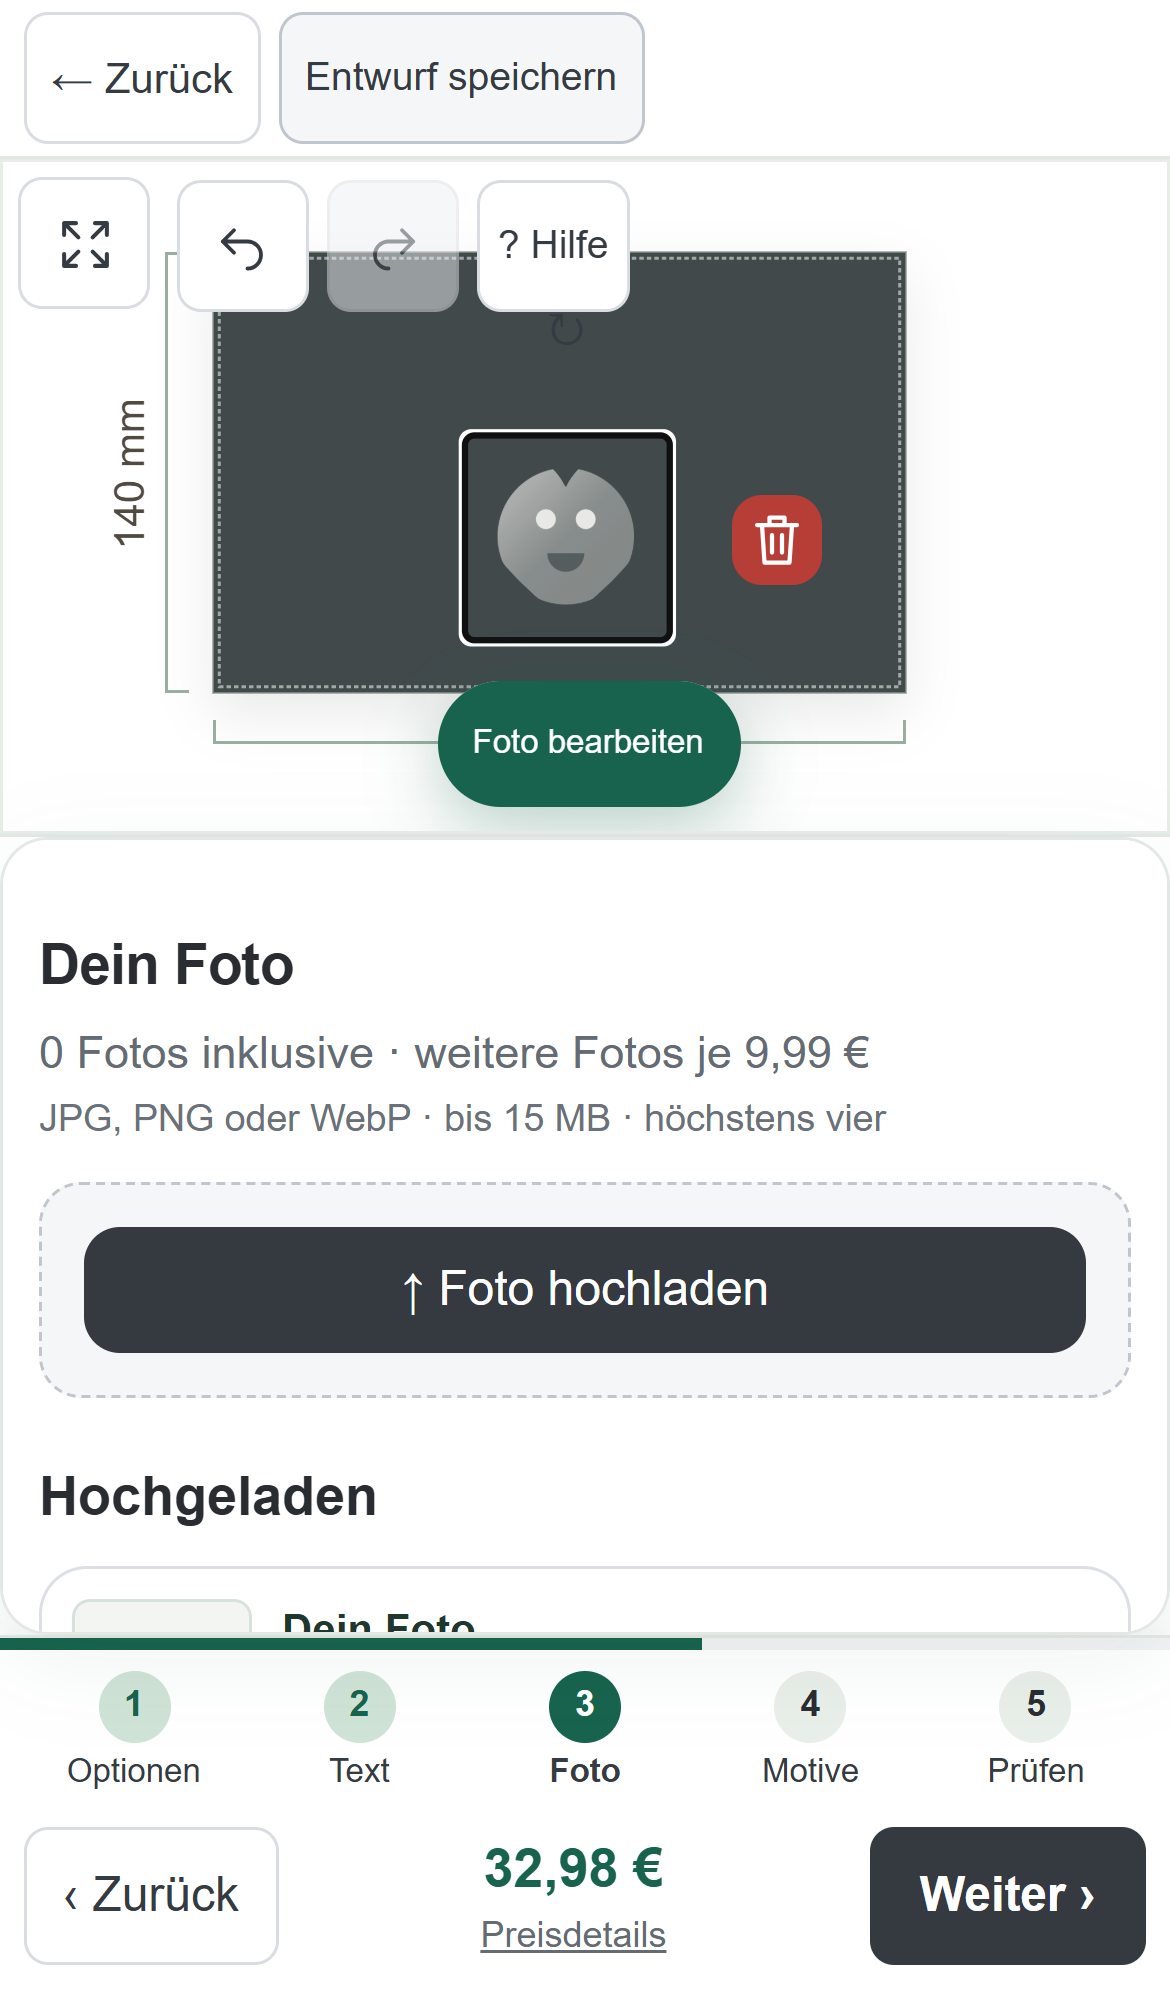 ← Zurück
Entwurf speichern
? Hilfe
140 mm
Foto bearbeiten
Dein Foto
0 Fotos inklusive · weitere Fotos je 9,99 €
JPG, PNG oder WebP · bis 15 MB · höchstens vier
↑ Foto hochladen
Hochgeladen
Dein Foto
1
2
3
4
5
Optionen
Text
Foto
Motive
Prüfen
‹ Zurück
32,98 €
Preisdetails
Weiter ›